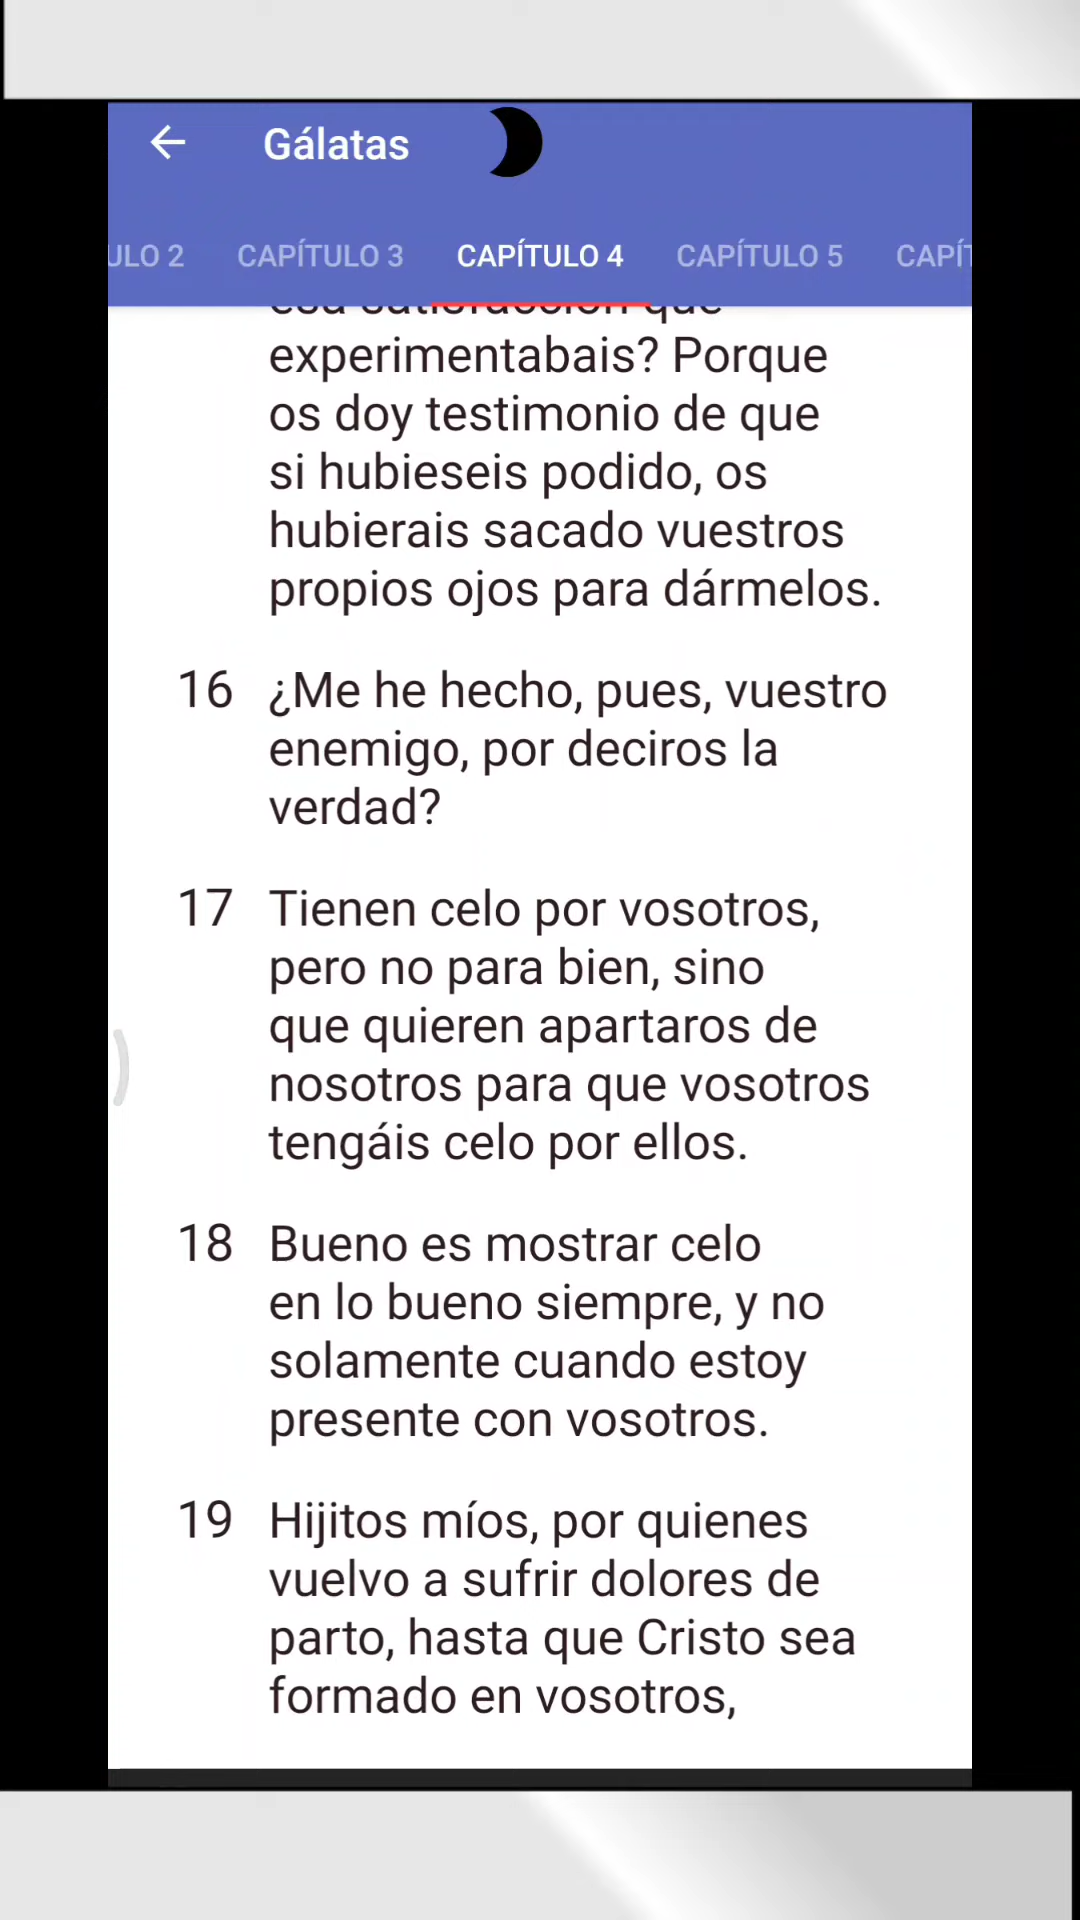 Gálatas
ULO 2 CAPÍTULO 3 CAPÍTULO 4 CAPÍTULO 5 CAPÍT
esa satisfacción que
experimentabais? Porque
os doy testimonio de que
si hubieseis podido, os
hubierais sacado vuestros
propios ojos para dármelos.
16 ¿Me he hecho, pues, vuestro
enemigo, por deciros la
verdad?
17 Tienen celo por vosotros,
pero no para bien, sino
que quieren apartaros de
nosotros para que vosotros
tengáis celo por ellos.
18 Bueno es mostrar celo
en lo bueno siempre, y no
solamente cuando estoy
presente con vosotros.
19 Hijitos míos, por quienes
vuelvo a sufrir dolores de
parto, hasta que Cristo sea
formado en vosotros,